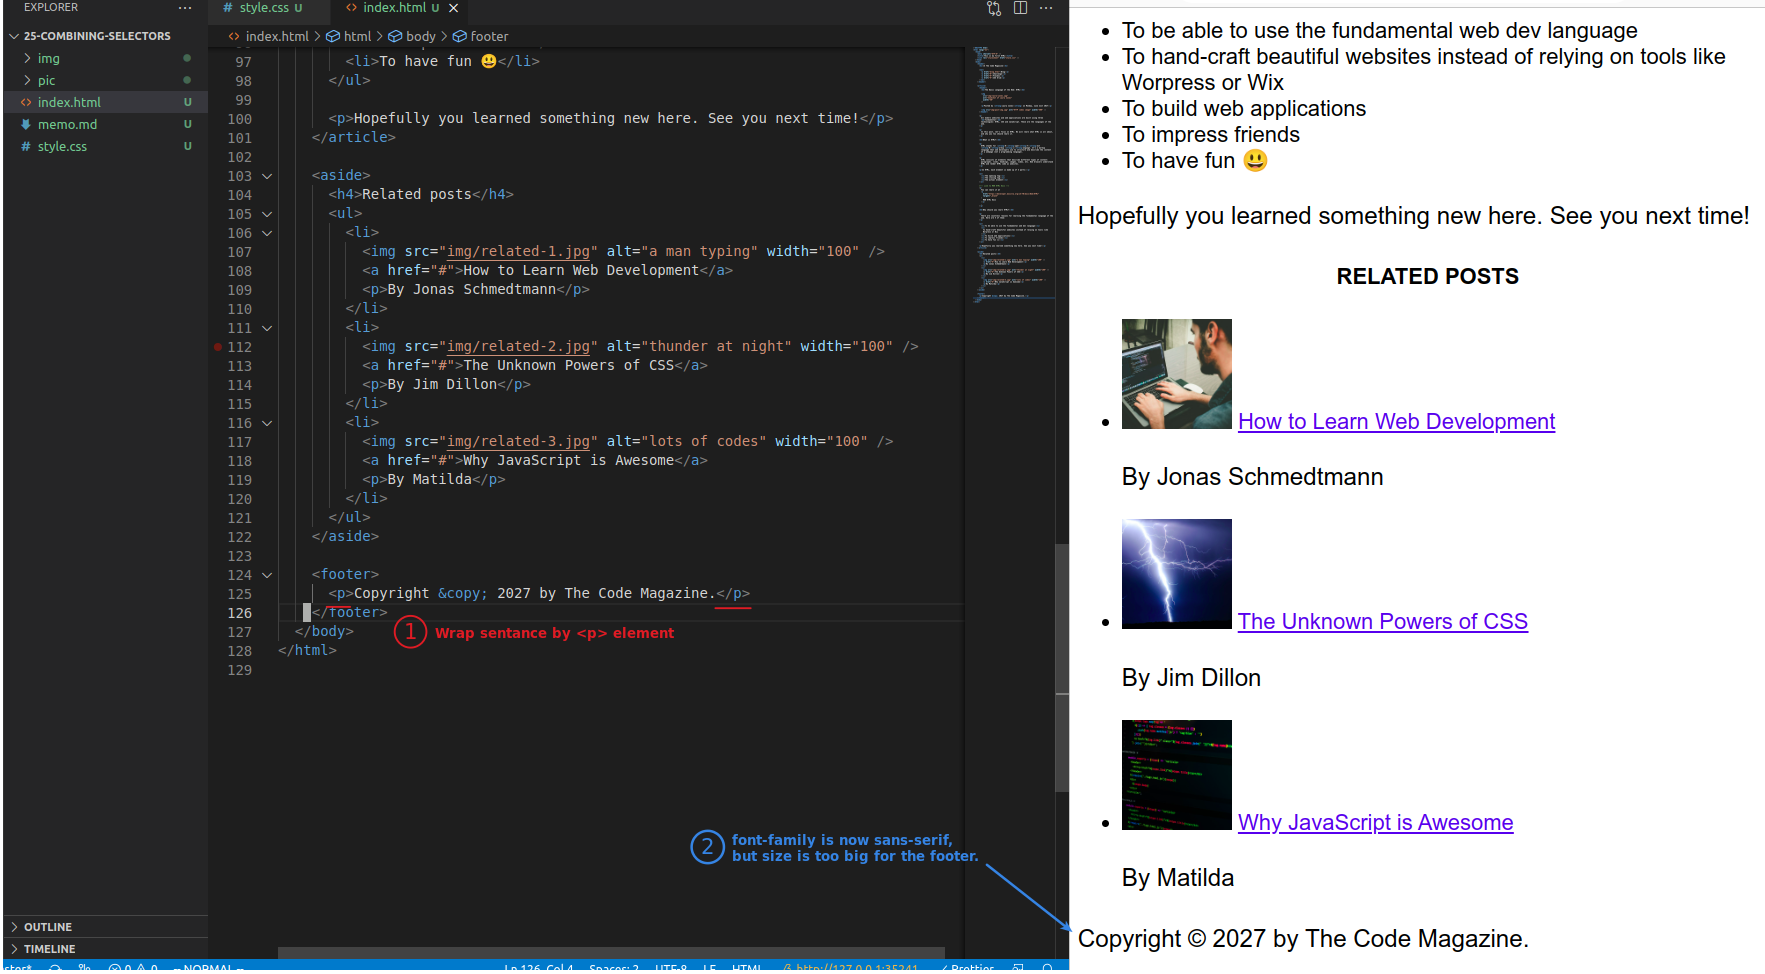 EXPLORER ···
# style.css U
<> index.html U ×
25-COMBINING-SELECTORS
<> index.html > html > body > footer
> img
> pic
<> index.html U
memo.md U
# style.css U
97 <li>To have fun 😃</li>
98 </ul>
99
100 <p>Hopefully you learned something new here. See you next time!</p>
101 </article>
102
103 <aside>
104 <h4>Related posts</h4>
105 <ul>
106 <li>
107 <img src="img/related-1.jpg" alt="a man typing" width="100" />
108 <a href="#">How to Learn Web Development</a>
109 <p>By Jonas Schmedtmann</p>
110 </li>
111 <li>
112 <img src="img/related-2.jpg" alt="thunder at night" width="100" />
113 <a href="#">The Unknown Powers of CSS</a>
114 <p>By Jim Dillon</p>
115 </li>
116 <li>
117 <img src="img/related-3.jpg" alt="lots of codes" width="100" />
118 <a href="#">Why JavaScript is Awesome</a>
119 <p>By Matilda</p>
120 </li>
121 </ul>
122 </aside>
123
124 <footer>
125 <p>Copyright &copy; 2027 by The Code Magazine.</p>
126 </footer>
127 </body>
128 </html>
129
1 Wrap sentance by <p> element
2 font-family is now sans-serif,
but size is too big for the footer.
> OUTLINE
> TIMELINE
ster* 0 0 -- NORMAL -- Ln 126, Col 4 Spaces: 2 UTF-8 LF HTML http://127.0.0.1:35241 Prettier
• To be able to use the fundamental web dev language
• To hand-craft beautiful websites instead of relying on tools like
Worpress or Wix
• To build web applications
• To impress friends
• To have fun 😃
Hopefully you learned something new here. See you next time!
RELATED POSTS
• How to Learn Web Development
By Jonas Schmedtmann
• The Unknown Powers of CSS
By Jim Dillon
• Why JavaScript is Awesome
By Matilda
Copyright © 2027 by The Code Magazine.